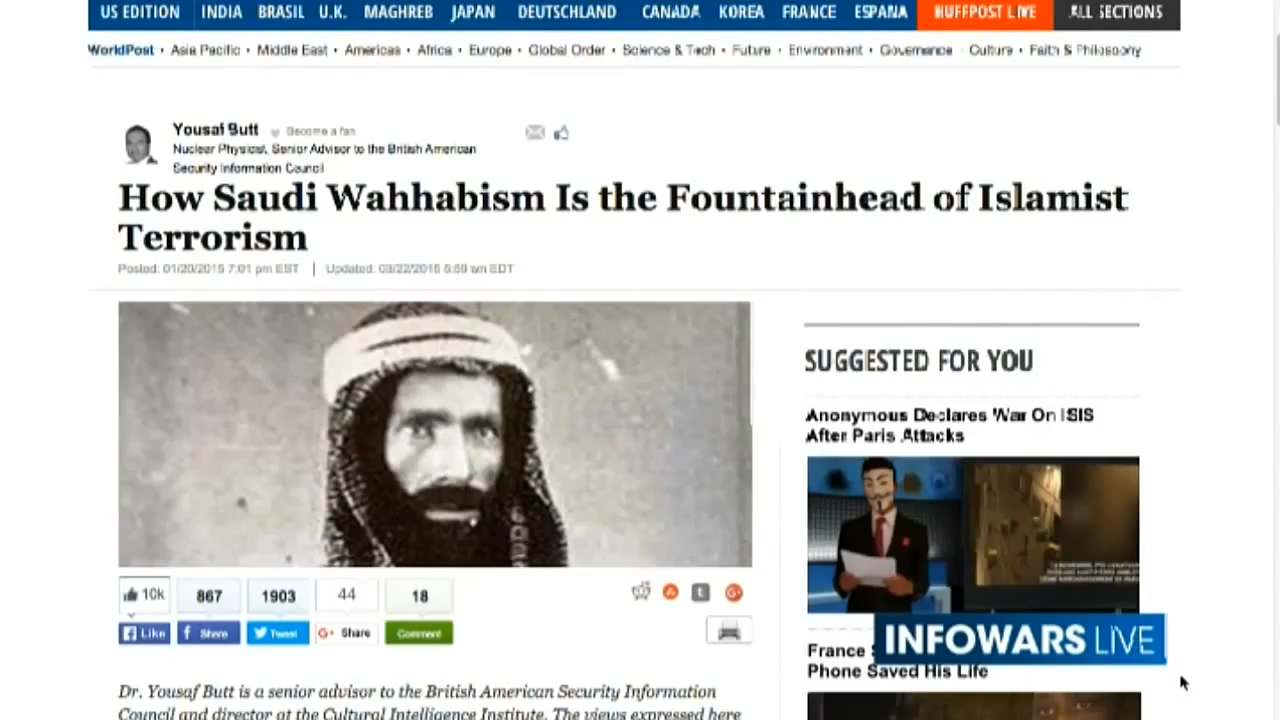 US EDITION INDIA BRASIL U.K. MAGHREB JAPAN DEUTSCHLAND CANADA KOREA FRANCE ESPAÑA HUFFPOST LIVE ALL SECTIONS
WorldPost • Asia Pacific • Middle East • Americas • Africa • Europe • Global Order • Science & Tech • Future • Environment • Governance • Culture • Faith & Philosophy
Yousaf Butt Become a fan
Nuclear Physicist, Senior Advisor to the British American
Security Information Council
How Saudi Wahhabism Is the Fountainhead of Islamist
Terrorism
Posted: 01/20/2015 7:01 pm EST | Updated: 03/22/2015 5:59 am EDT
SUGGESTED FOR YOU
Anonymous Declares War On ISIS
After Paris Attacks
10k 867 1903 44 18
Like Share Tweet Share Comment
France
Phone Saved His Life
INFOWARS LIVE
Dr. Yousaf Butt is a senior advisor to the British American Security Information
Council and director at the Cultural Intelligence Institute. The views expressed here